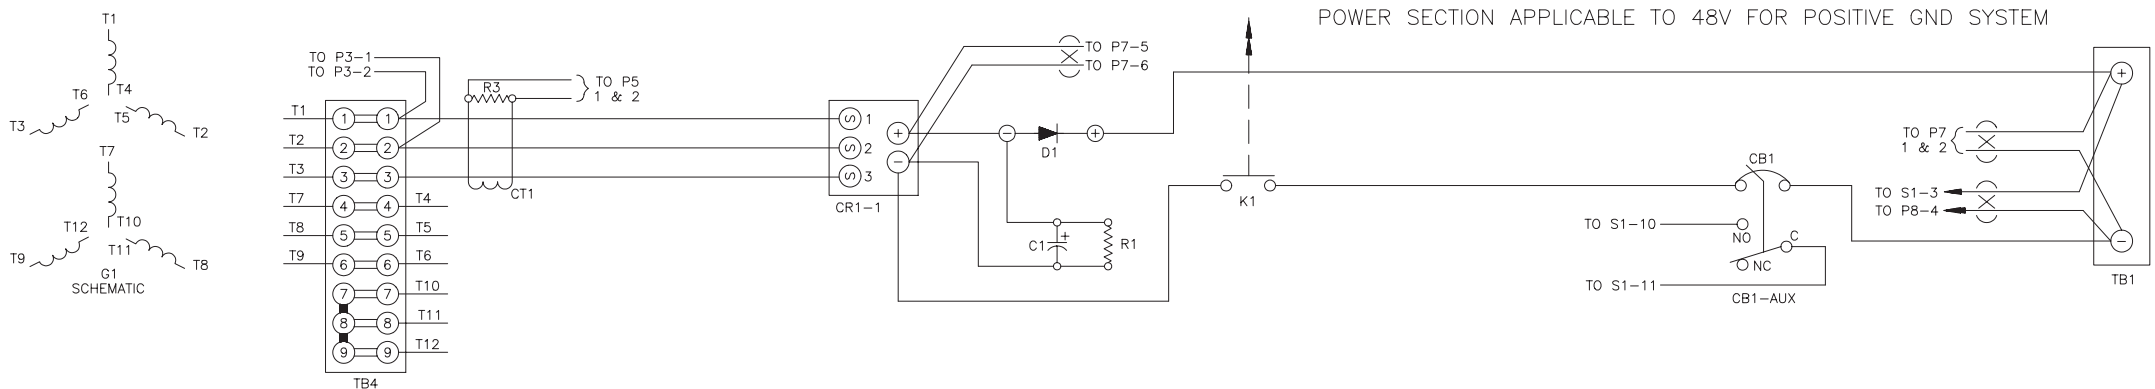 POWER SECTION APPLICABLE TO 48V FOR POSITIVE GND SYSTEM
T1
T6
T4
T3
T5
T2
T7
T12
T10
T9
T11
T8
G1
SCHEMATIC
TO P3-1
TO P3-2
T1
1
1
T2
2
2
T3
3
3
T7
4
4
T4
T8
5
5
T5
T9
6
6
T6
7
7
T10
8
8
T11
9
9
T12
TB4
R3
TO P5
1 & 2
CT1
S
1
S
2
S
3
+
−
CR1-1
TO P7-5
TO P7-6
−
+
D1
C1
+
R1
K1
CB1
TO S1-10
NO
C
NC
TO S1-11
CB1-AUX
TO P7
1 & 2
TO S1-3
TO P8-4
+
−
TB1